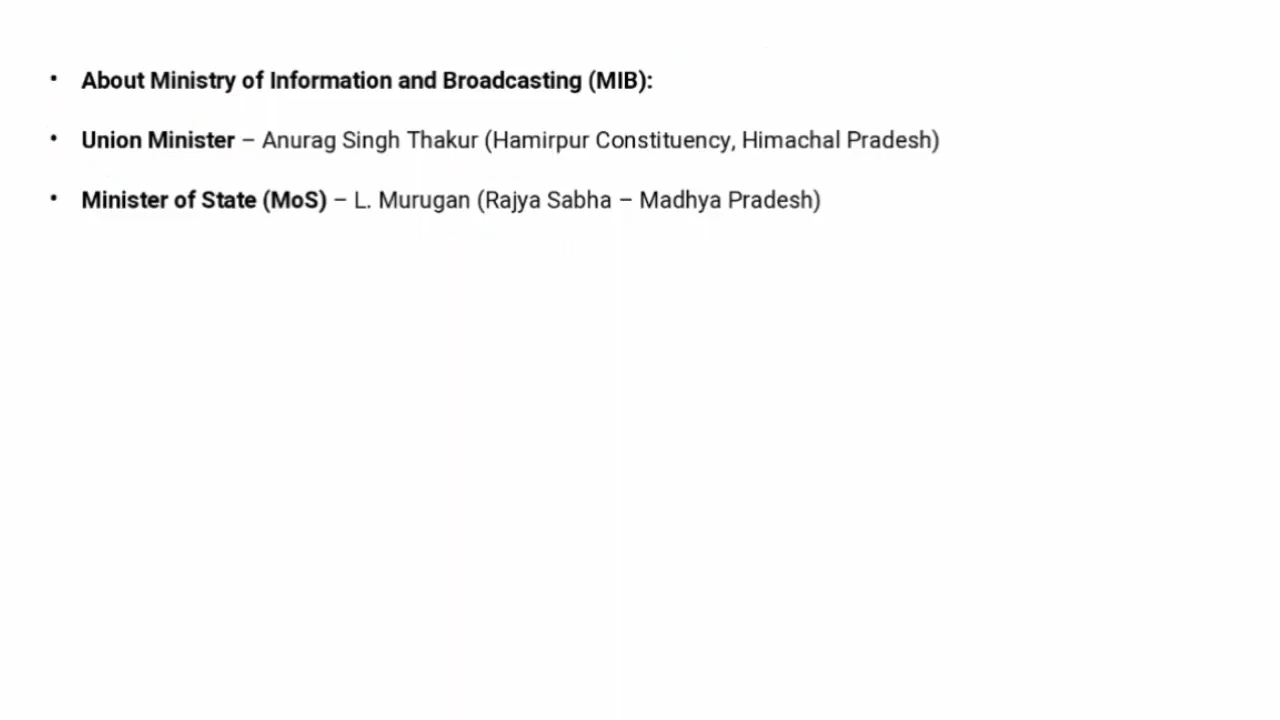 • About Ministry of Information and Broadcasting (MIB):
• Union Minister – Anurag Singh Thakur (Hamirpur Constituency, Himachal Pradesh)
• Minister of State (MoS) – L. Murugan (Rajya Sabha – Madhya Pradesh)